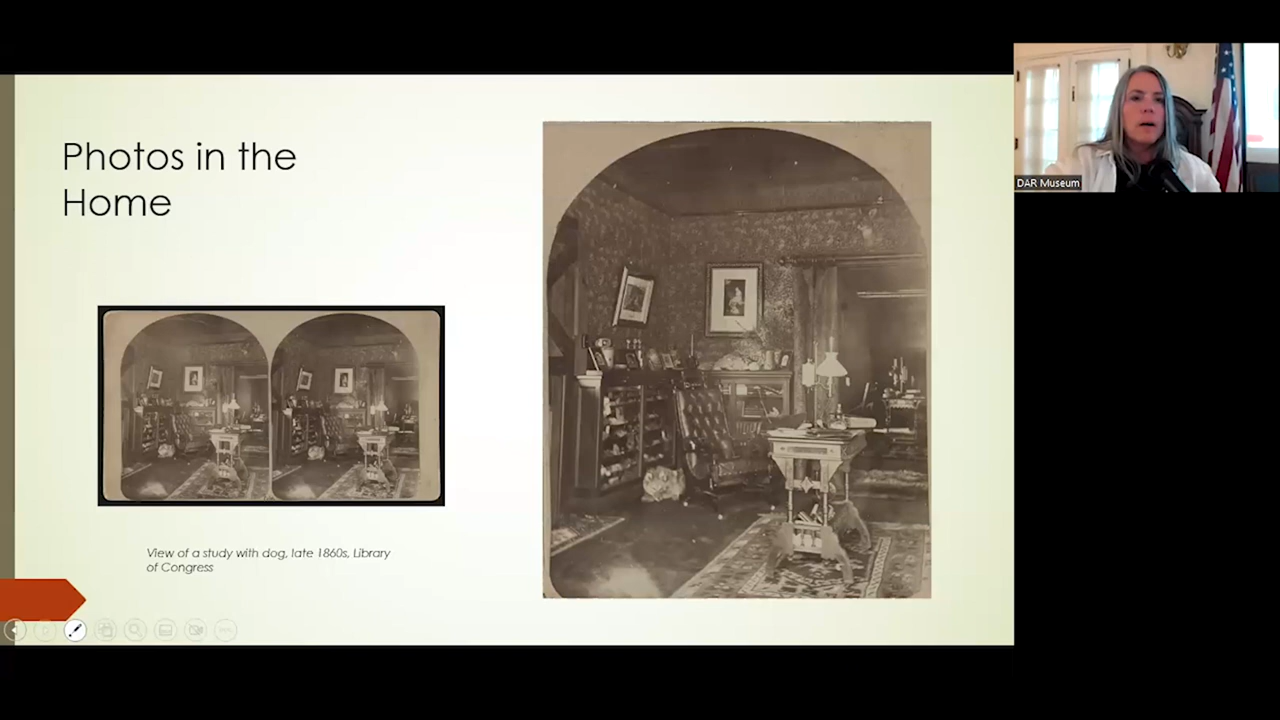 Photos in the
Home
View of a study with dog, late 1860s, Library
of Congress
DAR Museum